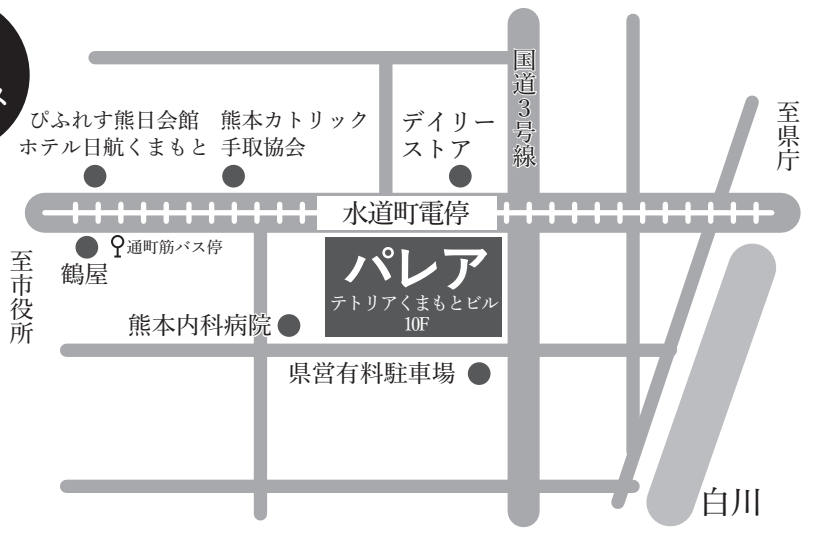 ス
国道3号線
至県庁
ぴふれす熊日会館
ホテル日航くまもと
熊本カトリック
手取協会
デイリー
ストア
水道町電停
至市役所
通町筋バス停
鶴屋
パレア
テトリアくまもとビル
10F
熊本内科病院
県営有料駐車場
白川